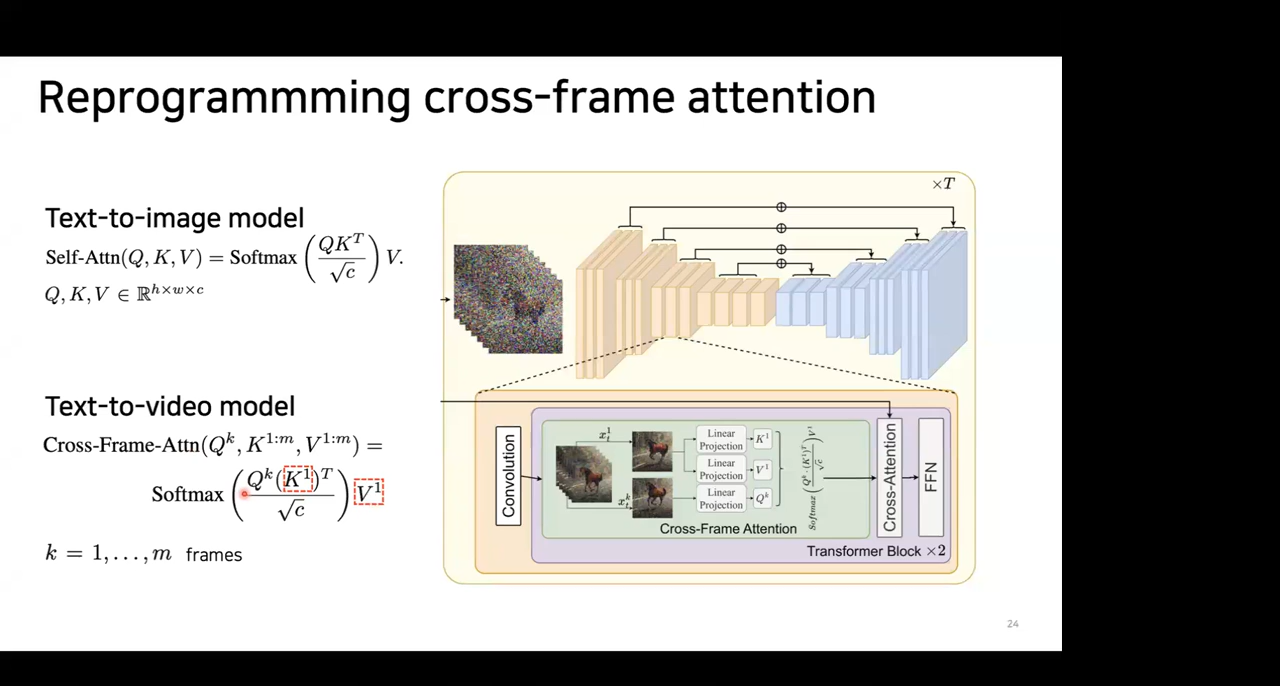 Reprogrammming cross-frame attention
Text-to-image model
Self-Attn(Q, K, V) = Softmax (QK^T / √c) V.
Q, K, V ∈ ℝ^{h×w×c}
Text-to-video model
Cross-Frame-Attn(Q^k, K^{1:m}, V^{1:m}) =
Softmax (Q^k(K^1)^T / √c) V^1
k = 1, . . . , m frames
×T
Convolution
x_t^1
x_t^k
Linear
Projection
K^1
Linear
Projection
V^1
Linear
Projection
Q^k
Softmax (Q^k · (K^1)^T / √c) V^1
Cross-Frame Attention
Cross-Attention
FFN
Transformer Block ×2
24